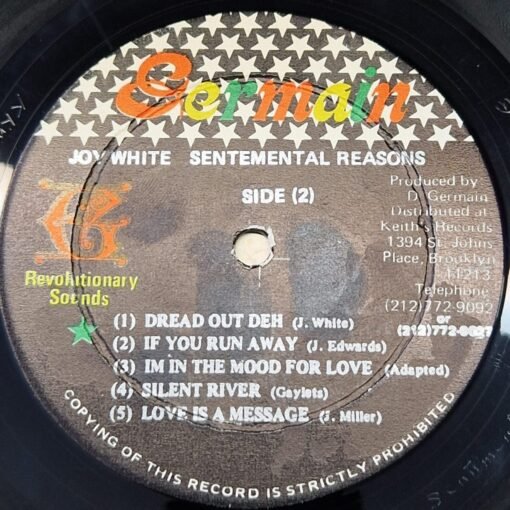 Germain
JOY WHITE SENTEMENTAL REASONS
SIDE (2)
Produced by
D. Germain
Distributed at
Keith's Records
1394 St. Johns
Place, Brooklyn
11213
Telephone
(212)772-9092
or
G
Revolutionary
Sounds
(1) DREAD OUT DEH (J. White)
(2) IF YOU RUN AWAY (J. Edwards)
(3) IM IN THE MOOD FOR LOVE (Adapted)
(4) SILENT RIVER (Gaylets)
(5) LOVE IS A MESSAGE (J. Miller)
COPYING OF THIS RECORD IS STRICTLY PROHIBITED